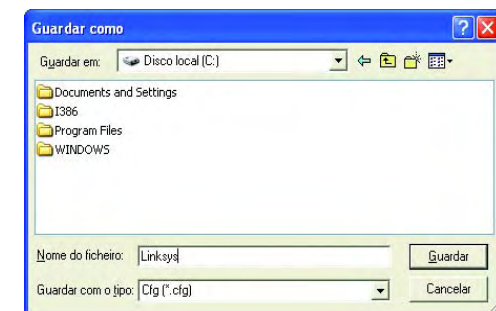 Guardar como
Guardar em: Disco local (C:)
Documents and Settings
I386
Program Files
WINDOWS
Nome do ficheiro: Linksys Guardar
Guardar com o tipo: Cfg (*.cfg) Cancelar